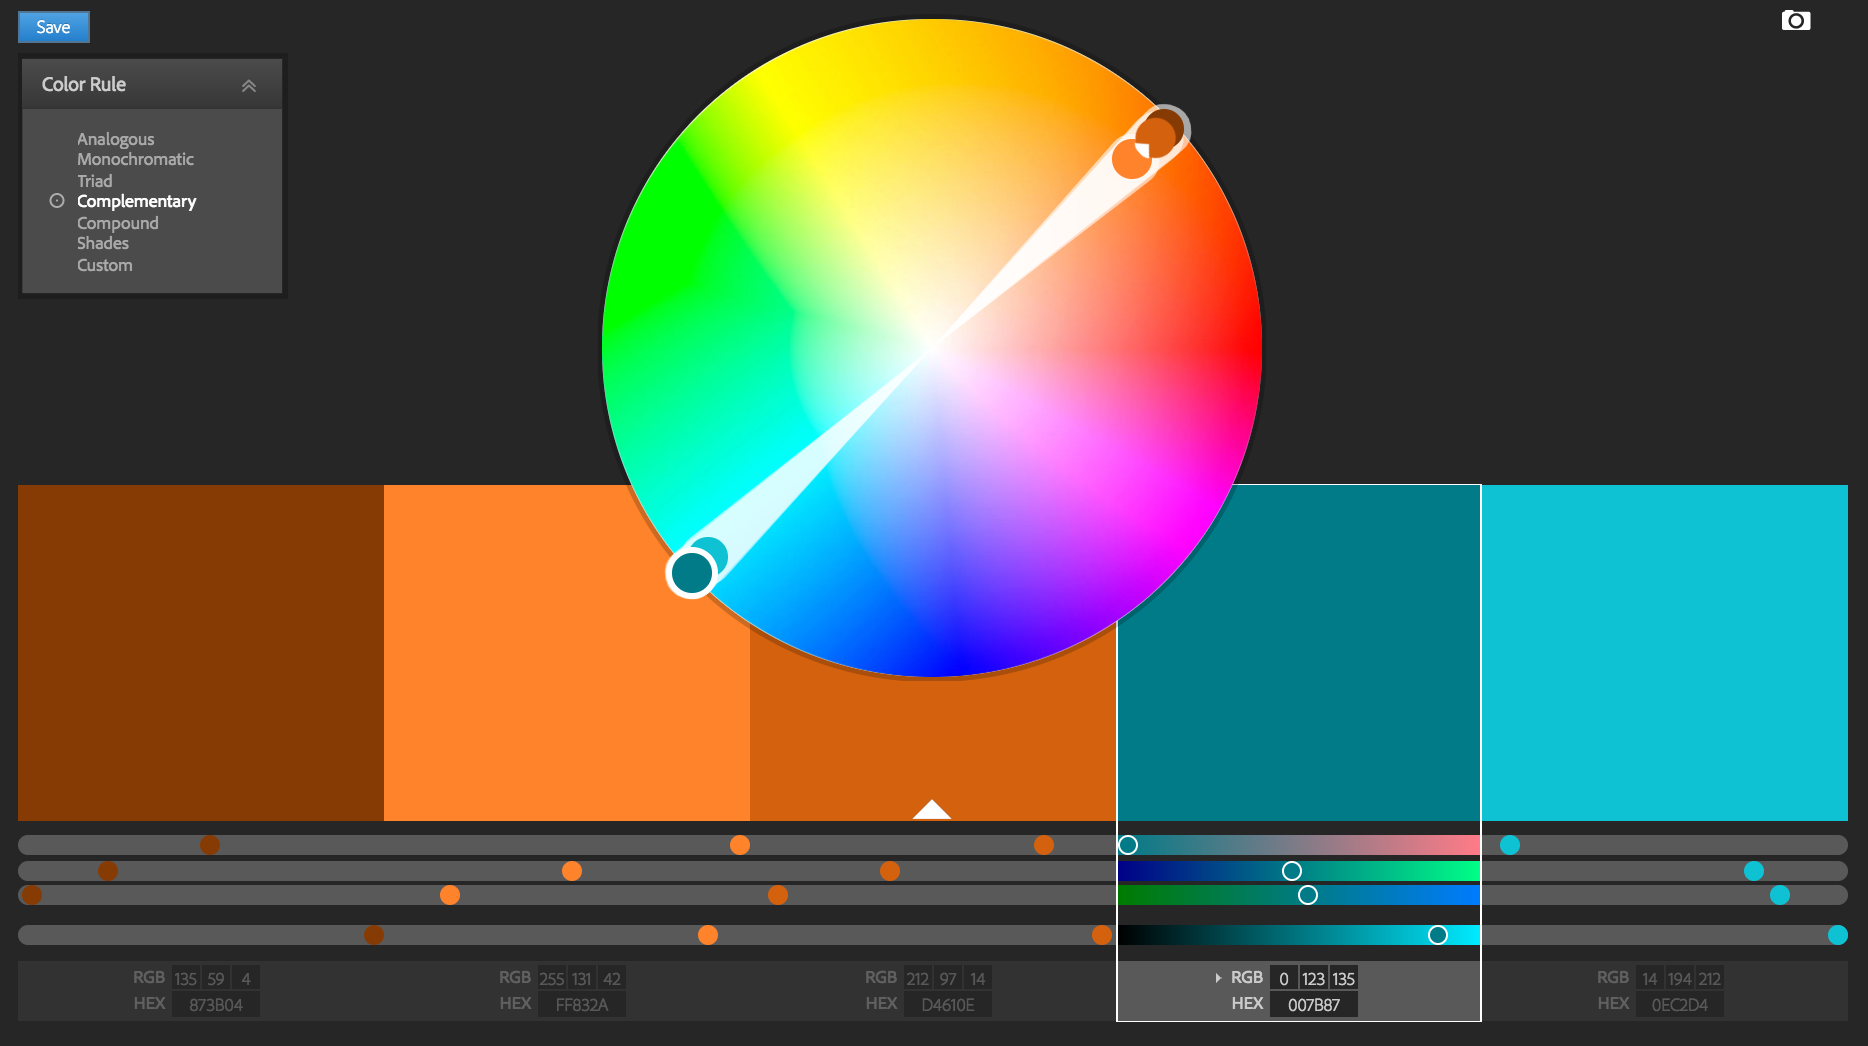 Save
Color Rule
Analogous
Monochromatic
Triad
Complementary
Compound
Shades
Custom
RGB 135 59 4
HEX 873B04
RGB 255 131 42
HEX FF832A
RGB 212 97 14
HEX D4610E
RGB 0 123 135
HEX 007B87
RGB 14 194 212
HEX 0EC2D4